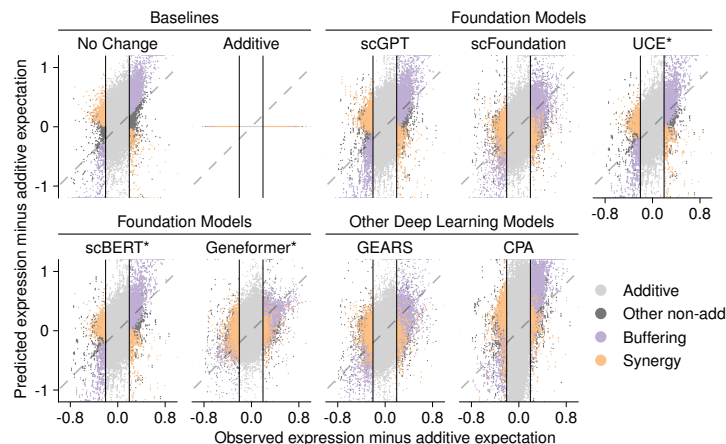 Baselines
Foundation Models
No Change
Additive
scGPT
scFoundation
UCE*
1
0
-1
-0.8
0.0
0.8
Foundation Models
Other Deep Learning Models
scBERT*
Geneformer*
GEARS
CPA
1
0
-1
-0.8
0.0
0.8
-0.8
0.0
0.8
-0.8
0.0
0.8
-0.8
0.0
0.8
Additive
Other non-add
Buffering
Synergy
Predicted expression minus additive expectation
Observed expression minus additive expectation